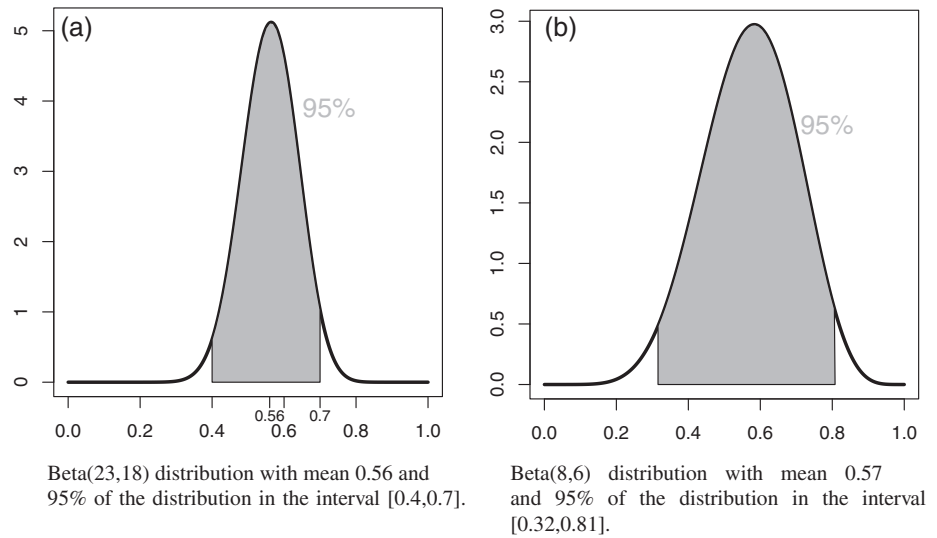 (a)
95%
5
4
3
2
1
0
0.56 0.7
0.0 0.2 0.4 0.6 0.8 1.0
Beta(23,18) distribution with mean 0.56 and
95% of the distribution in the interval [0.4,0.7].
(b)
95%
3.0
2.5
2.0
1.5
1.0
0.5
0.0
0.0 0.2 0.4 0.6 0.8 1.0
Beta(8,6) distribution with mean 0.57
and 95% of the distribution in the interval
[0.32,0.81].